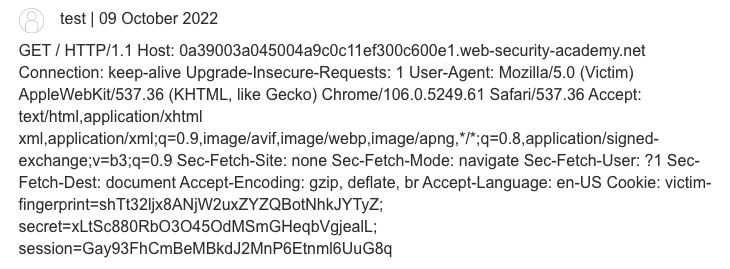 test | 09 October 2022
GET / HTTP/1.1 Host: 0a39003a045004a9c0c11ef300c600e1.web-security-academy.net
Connection: keep-alive Upgrade-Insecure-Requests: 1 User-Agent: Mozilla/5.0 (Victim)
AppleWebKit/537.36 (KHTML, like Gecko) Chrome/106.0.5249.61 Safari/537.36 Accept:
text/html,application/xhtml
xml,application/xml;q=0.9,image/avif,image/webp,image/apng,*/*;q=0.8,application/signed-
exchange;v=b3;q=0.9 Sec-Fetch-Site: none Sec-Fetch-Mode: navigate Sec-Fetch-User: ?1 Sec-
Fetch-Dest: document Accept-Encoding: gzip, deflate, br Accept-Language: en-US Cookie: victim-
fingerprint=shTt32Ijx8ANjW2uxZYZQBotNhkJYTyZ;
secret=xLtSc880RbO3O45OdMSmGHeqbVgjealL;
session=Gay93FhCmBeMBkdJ2MnP6Etnml6UuG8q